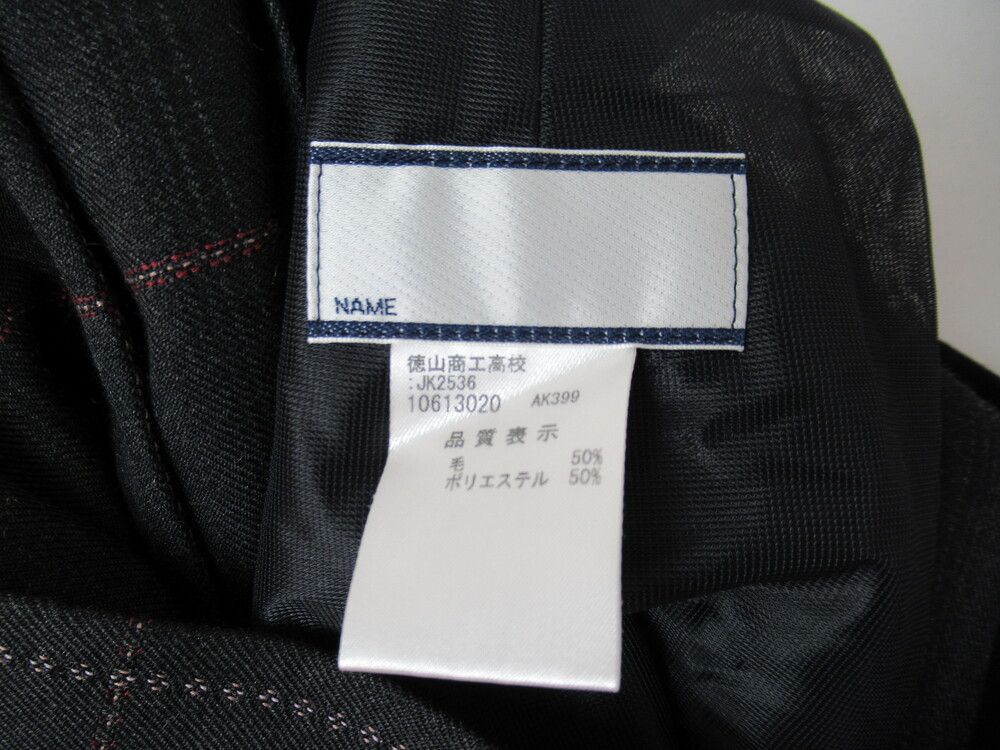 NAME
徳山商工高校
:JK2536
10613020 AK399
品質表示
毛 50%
ポリエステル 50%